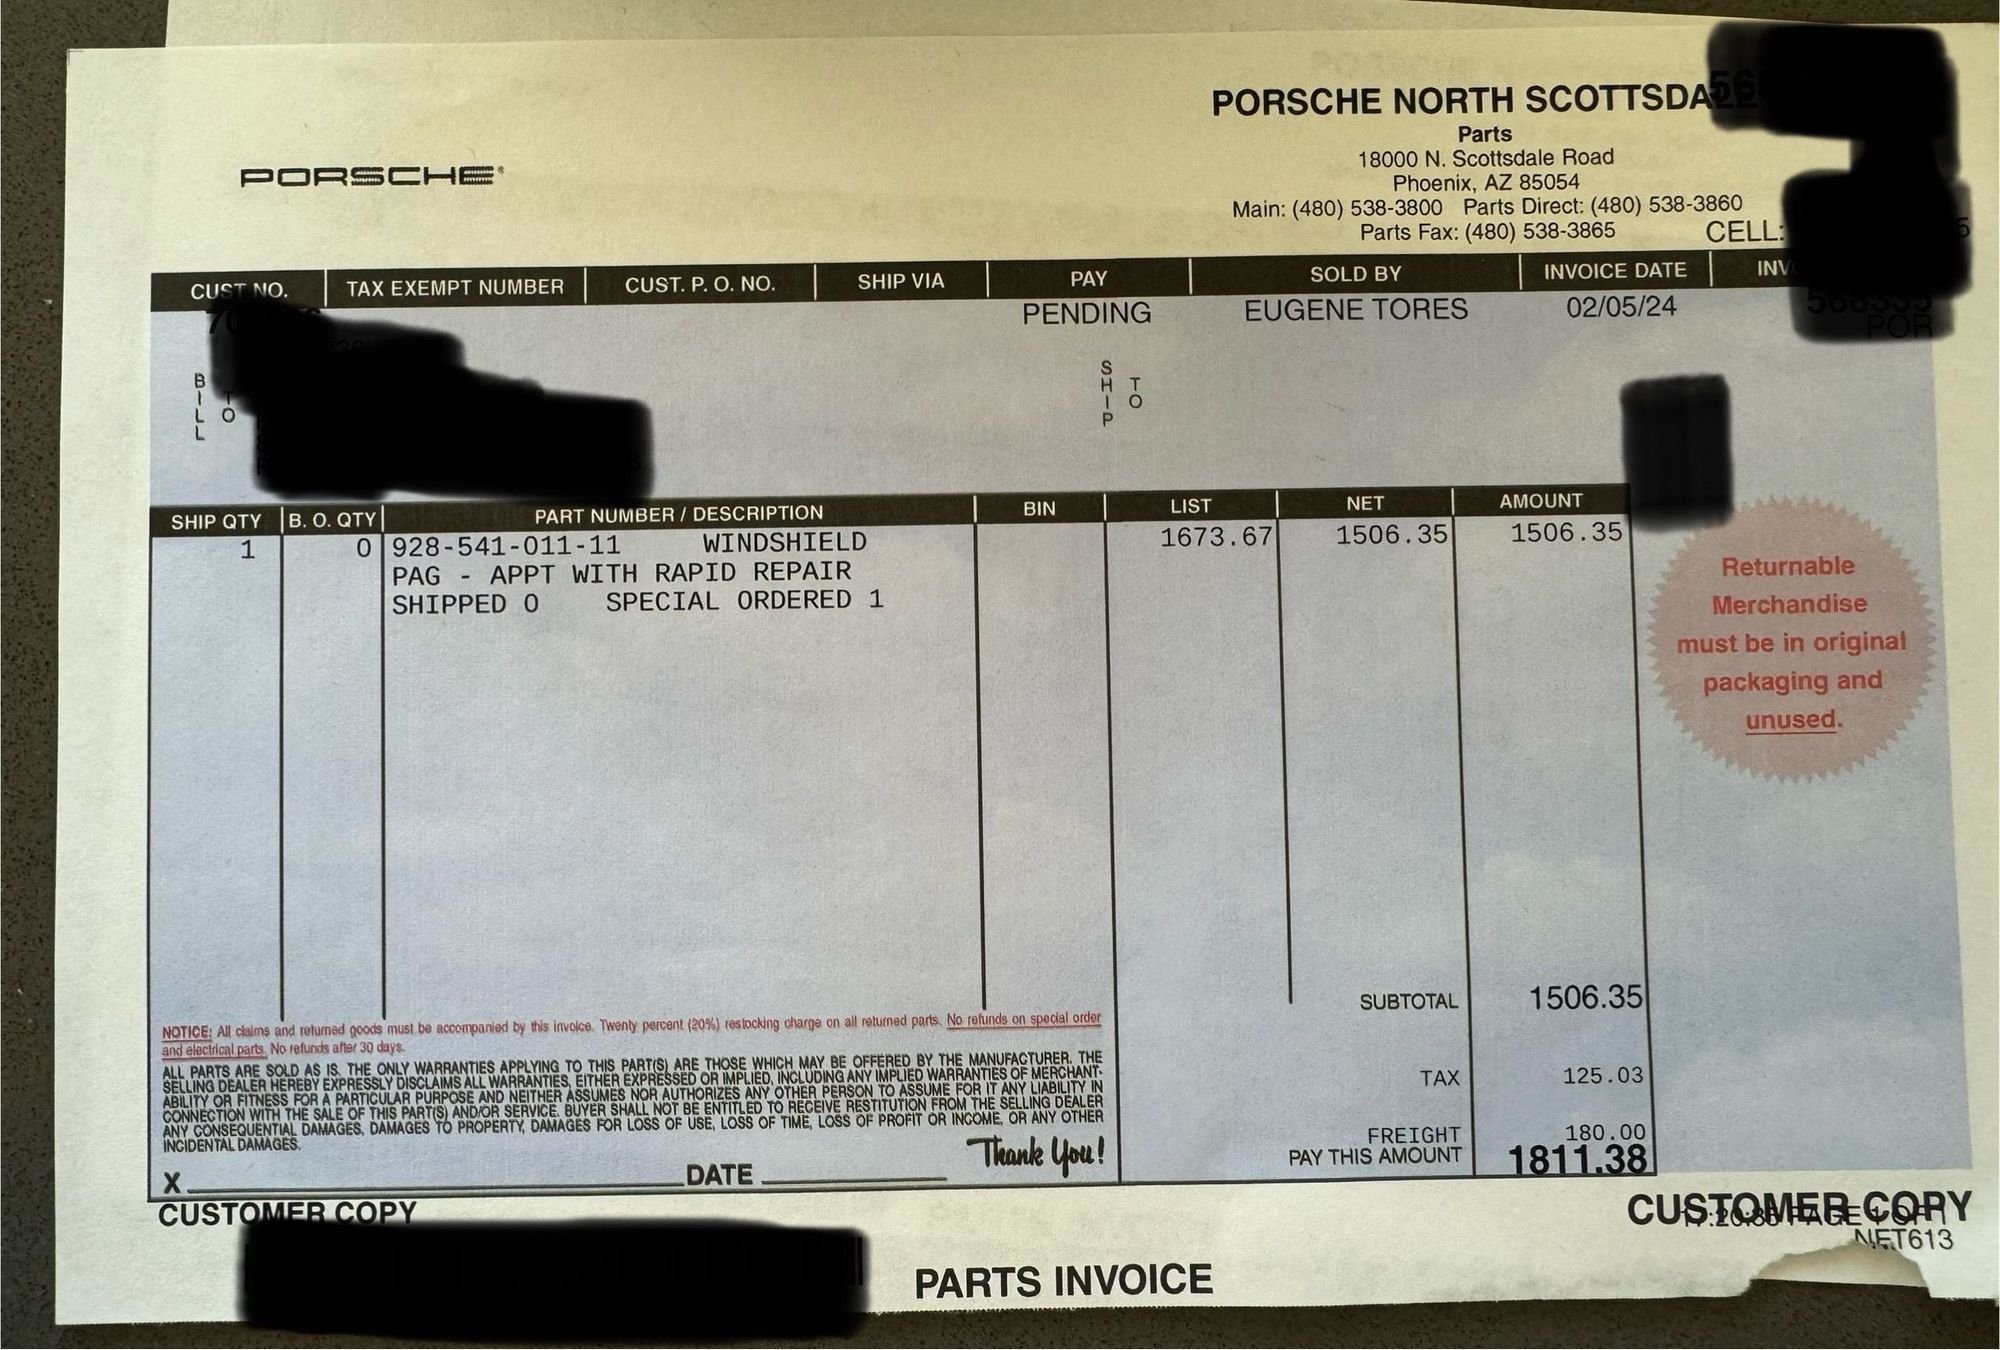 PORSCHE NORTH SCOTTSDALE
Parts
18000 N. Scottsdale Road
Phoenix, AZ 85054
Main: (480) 538-3800 Parts Direct: (480) 538-3860
Parts Fax: (480) 538-3865
CELL:
PORSCHE
CUST NO. TAX EXEMPT NUMBER CUST. P. O. NO. SHIP VIA PAY SOLD BY INVOICE DATE
PENDING EUGENE TORES 02/05/24
POR
BILL TO
SHIP TO
SHIP QTY B. O. QTY PART NUMBER / DESCRIPTION BIN LIST NET AMOUNT
1 0 928-541-011-11 WINDSHIELD 1673.67 1506.35 1506.35
PAG - APPT WITH RAPID REPAIR
SHIPPED 0 SPECIAL ORDERED 1
Returnable
Merchandise
must be in original
packaging and
unused.
SUBTOTAL 1506.35
NOTICE: All claims and returned goods must be accompanied by this invoice. Twenty percent (20%) restocking charge on all returned parts. No refunds on special order
and electrical parts. No refunds after 30 days.
ALL PARTS ARE SOLD AS IS. THE ONLY WARRANTIES APPLYING TO THIS PART(S) ARE THOSE WHICH MAY BE OFFERED BY THE MANUFACTURER. THE
SELLING DEALER HEREBY EXPRESSLY DISCLAIMS ALL WARRANTIES, EITHER EXPRESSED OR IMPLIED, INCLUDING ANY IMPLIED WARRANTIES OF MERCHANT-
ABILITY OR FITNESS FOR A PARTICULAR PURPOSE AND NEITHER ASSUMES NOR AUTHORIZES ANY OTHER PERSON TO ASSUME FOR IT ANY LIABILITY IN
CONNECTION WITH THE SALE OF THIS PART(S) AND/OR SERVICE. BUYER SHALL NOT BE ENTITLED TO RECEIVE RESTITUTION FROM THE SELLING DEALER
ANY CONSEQUENTIAL DAMAGES, DAMAGES TO PROPERTY, DAMAGES FOR LOSS OF USE, LOSS OF TIME, LOSS OF PROFIT OR INCOME, OR ANY OTHER
INCIDENTAL DAMAGES.
TAX 125.03
FREIGHT 180.00
PAY THIS AMOUNT 1811.38
Thank You!
X DATE
CUSTOMER COPY
CUSTOMER COPY
PAGE 1 OF 1
NET613
PARTS INVOICE